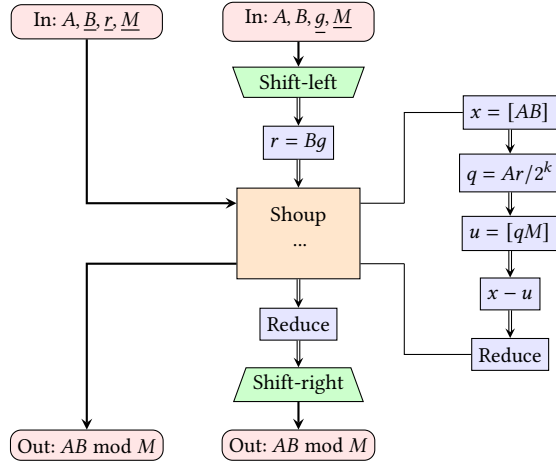 In: A, B, r, M
In: A, B, g, M
Shift-left
r = Bg
Shoup
...
Reduce
Shift-right
Out: AB mod M
Out: AB mod M
x = [AB]
q = Ar/2^k
u = [qM]
x − u
Reduce